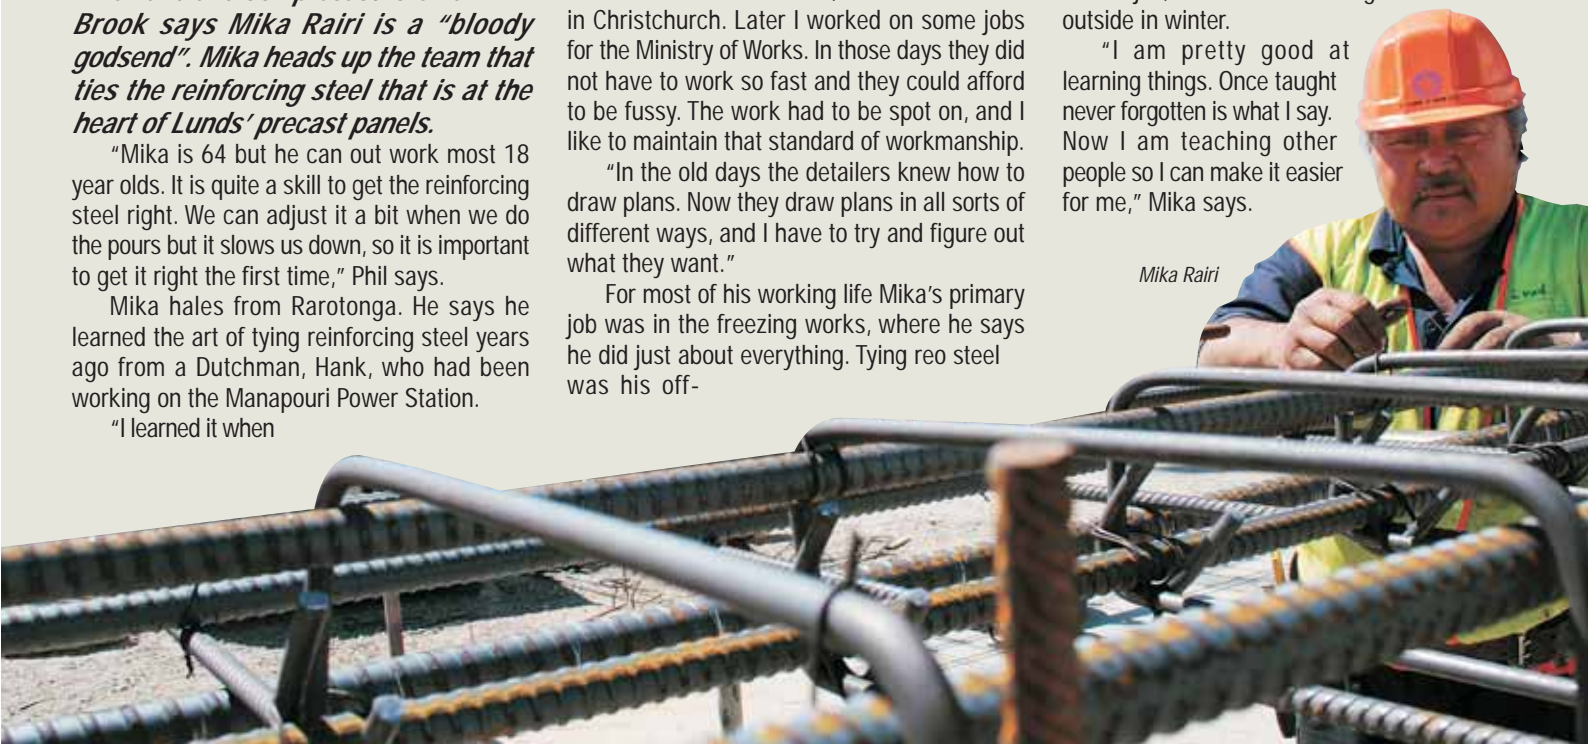 Brook says Mika Rairi is a “bloody
godsend”. Mika heads up the team that
ties the reinforcing steel that is at the
heart of Lunds’ precast panels.
“Mika is 64 but he can out work most 18
year olds. It is quite a skill to get the reinforcing
steel right. We can adjust it a bit when we do
the pours but it slows us down, so it is important
to get it right the first time,” Phil says.
Mika hales from Rarotonga. He says he
learned the art of tying reinforcing steel years
ago from a Dutchman, Hank, who had been
working on the Manapouri Power Station.
“I learned it when
in Christchurch. Later I worked on some jobs
for the Ministry of Works. In those days they did
not have to work so fast and they could afford
to be fussy. The work had to be spot on, and I
like to maintain that standard of workmanship.
“In the old days the detailers knew how to
draw plans. Now they draw plans in all sorts of
different ways, and I have to try and figure out
what they want.”
For most of his working life Mika’s primary
job was in the freezing works, where he says
he did just about everything. Tying reo steel
was his off-
outside in winter.
“I am pretty good at
learning things. Once taught
never forgotten is what I say.
Now I am teaching other
people so I can make it easier
for me,” Mika says.
Mika Rairi